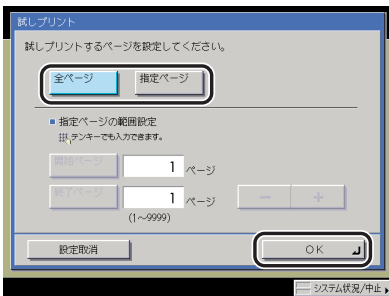 試しプリント
試しプリントするページを設定してください。
全ページ 指定ページ
■ 指定ページの範囲設定
テンキーでも入力できます。
開始ページ 1 ページ
終了ページ 1 ページ － ＋
(1～9999)
設定取消 OK
システム状況/中止